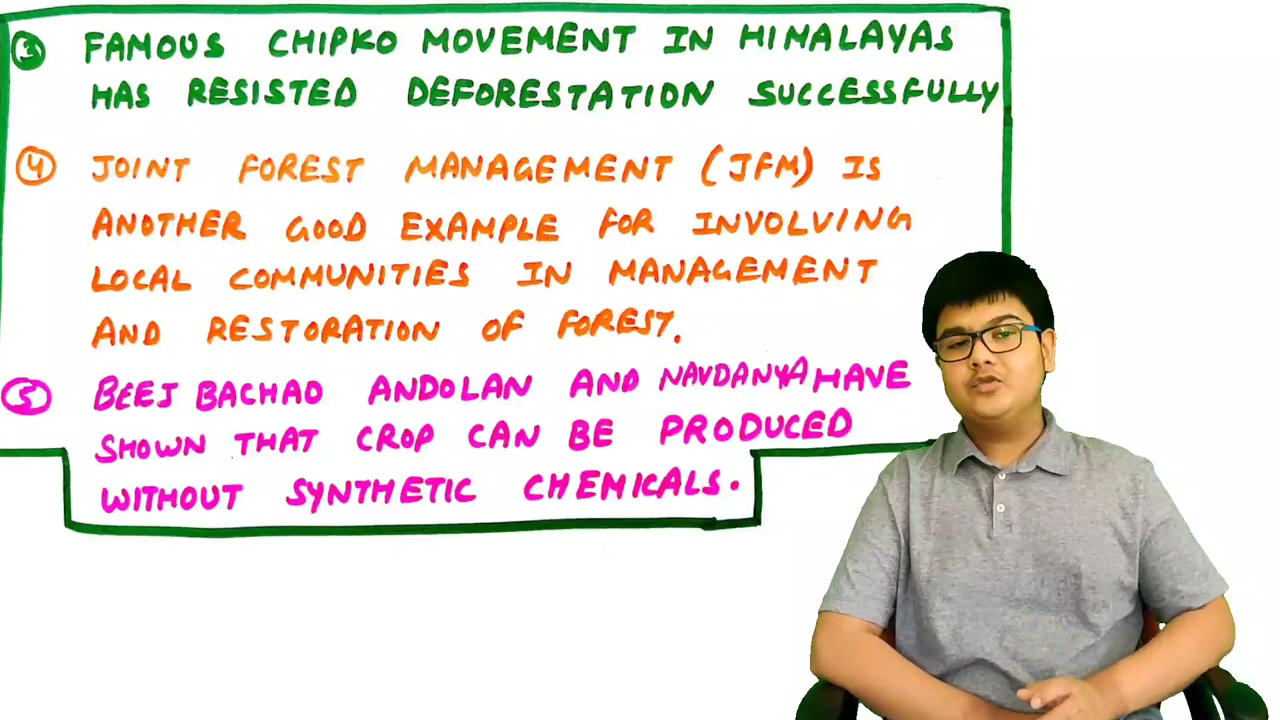 ③ FAMOUS CHIPKO MOVEMENT IN HIMALAYAS
HAS RESISTED DEFORESTATION SUCCESSFULLY
④ JOINT FOREST MANAGEMENT (JFM) IS
ANOTHER GOOD EXAMPLE FOR INVOLVING
LOCAL COMMUNITIES IN MANAGEMENT
AND RESTORATION OF FOREST.
⑤ BEEJ BACHAO ANDOLAN AND NAVDANYA HAVE
SHOWN THAT CROP CAN BE PRODUCED
WITHOUT SYNTHETIC CHEMICALS.